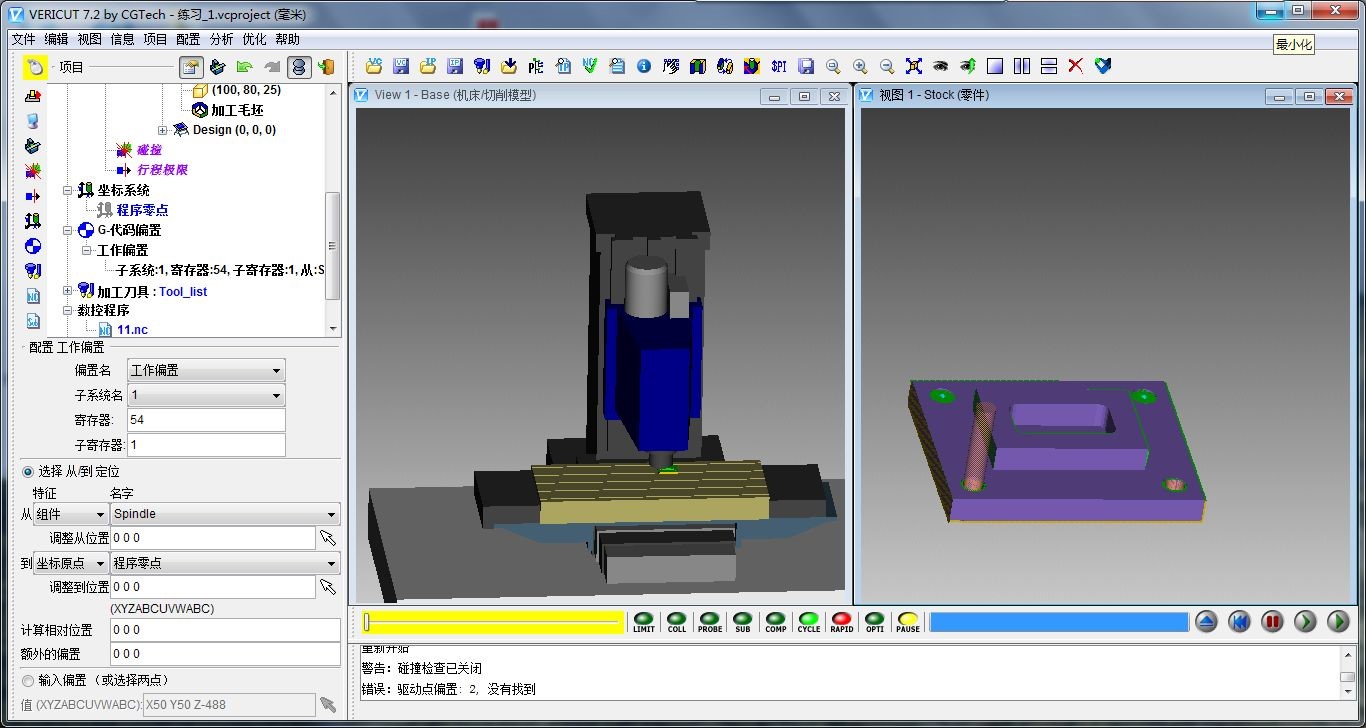 VERICUT 7.2 by CGTech - 练习_1.vcproject (毫米)
文件 编辑 视图 信息 项目 配置 分析 优化 帮助
最小化
项目
(100, 80, 25)
加工毛坯
Design (0, 0, 0)
碰撞
行程极限
坐标系统
程序零点
G-代码偏置
工作偏置
子系统:1, 寄存器:54, 子寄存器:1, 从:S
加工刀具 : Tool_list
数控程序
11.nc
配置 工作偏置
偏置名 工作偏置
子系统名 1
寄存器: 54
子寄存器: 1
选择 从/到 定位
特征 名字
从 组件 Spindle
调整从位置 0 0 0
到 坐标原点 程序零点
调整到位置 0 0 0
(XYZABCUVWABC)
计算相对位置 0 0 0
额外的偏置 0 0 0
输入偏置 （或选择两点）
值 (XYZABCUVWABC): X50 Y50 Z-488
View 1 - Base (机床/切削模型)
视图 1 - Stock (零件)
LIMIT COLL PROBE SUB COMP CYCLE RAPID OPTI PAUSE
重新开始
警告：碰撞检查已关闭
错误：驱动点偏置：2，没有找到